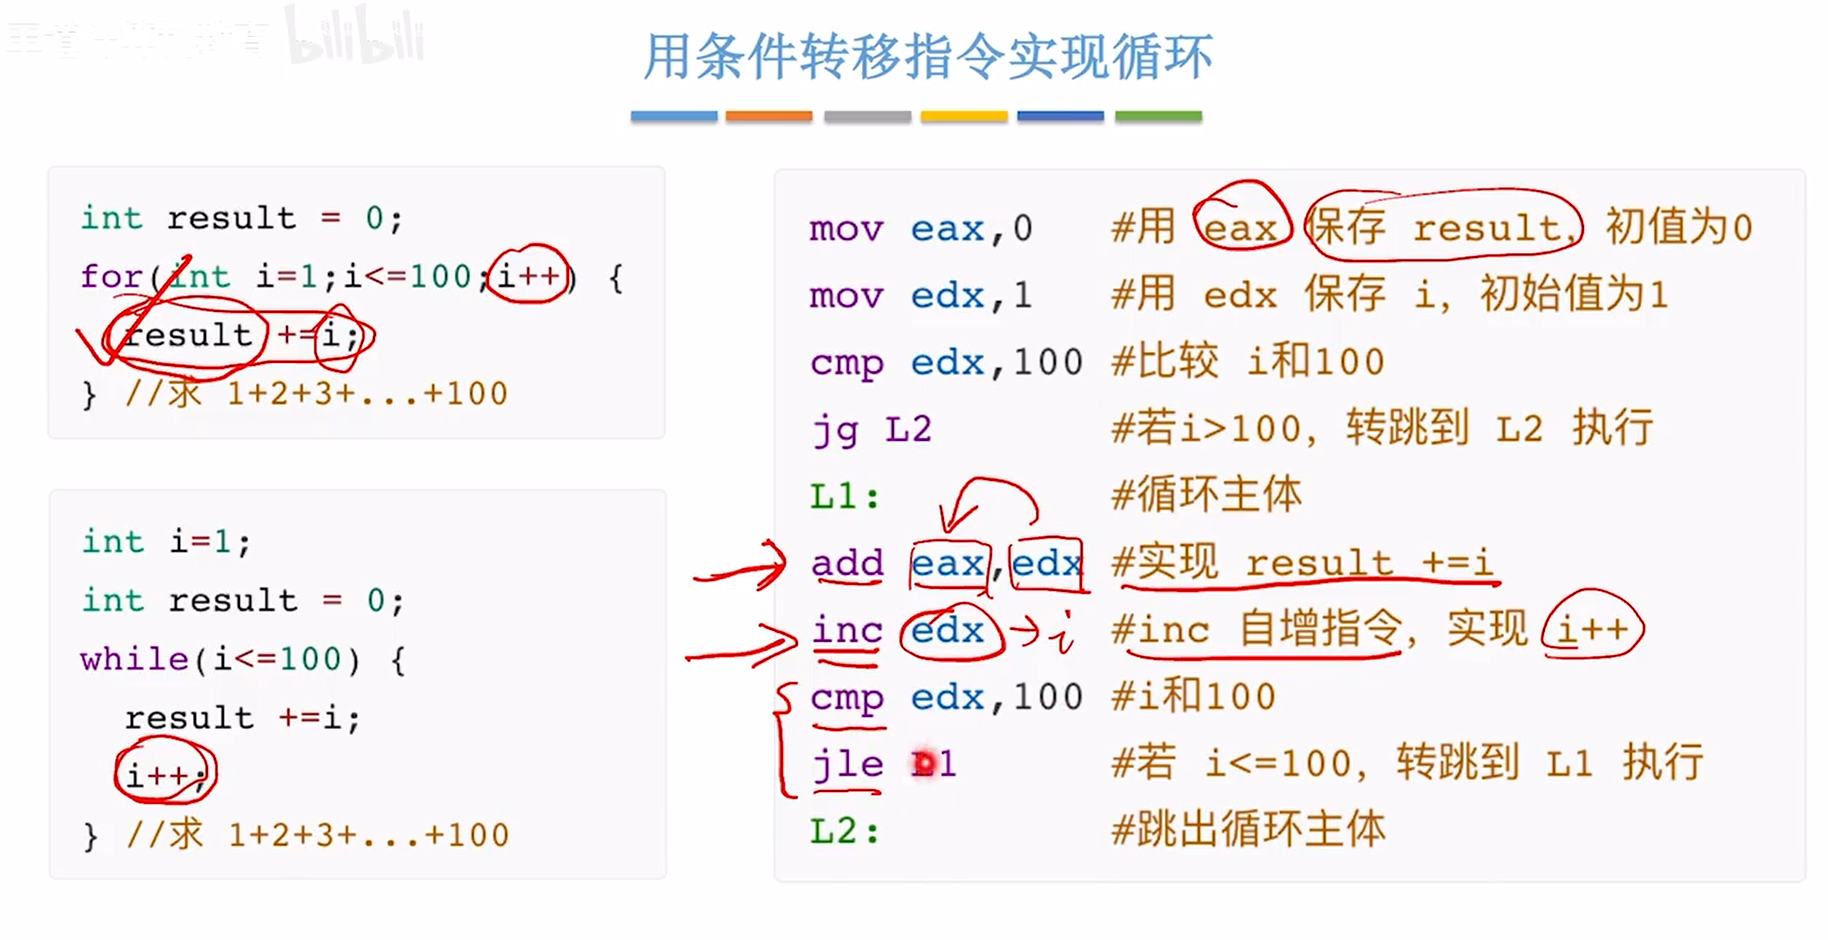 bilibili
用条件转移指令实现循环
int result = 0;
for(int i=1;i<=100;i++) {
result +=i;
} //求 1+2+3+...+100
int i=1;
int result = 0;
while(i<=100) {
result +=i;
i++;
} //求 1+2+3+...+100
mov eax,0 #用 eax 保存 result, 初值为0
mov edx,1 #用 edx 保存 i, 初始值为1
cmp edx,100 #比较 i和100
jg L2 #若i>100, 转跳到 L2 执行
L1: #循环主体
add eax,edx #实现 result +=i
inc edx →i #inc 自增指令, 实现 i++
cmp edx,100 #i和100
jle L1 #若 i<=100, 转跳到 L1 执行
L2: #跳出循环主体